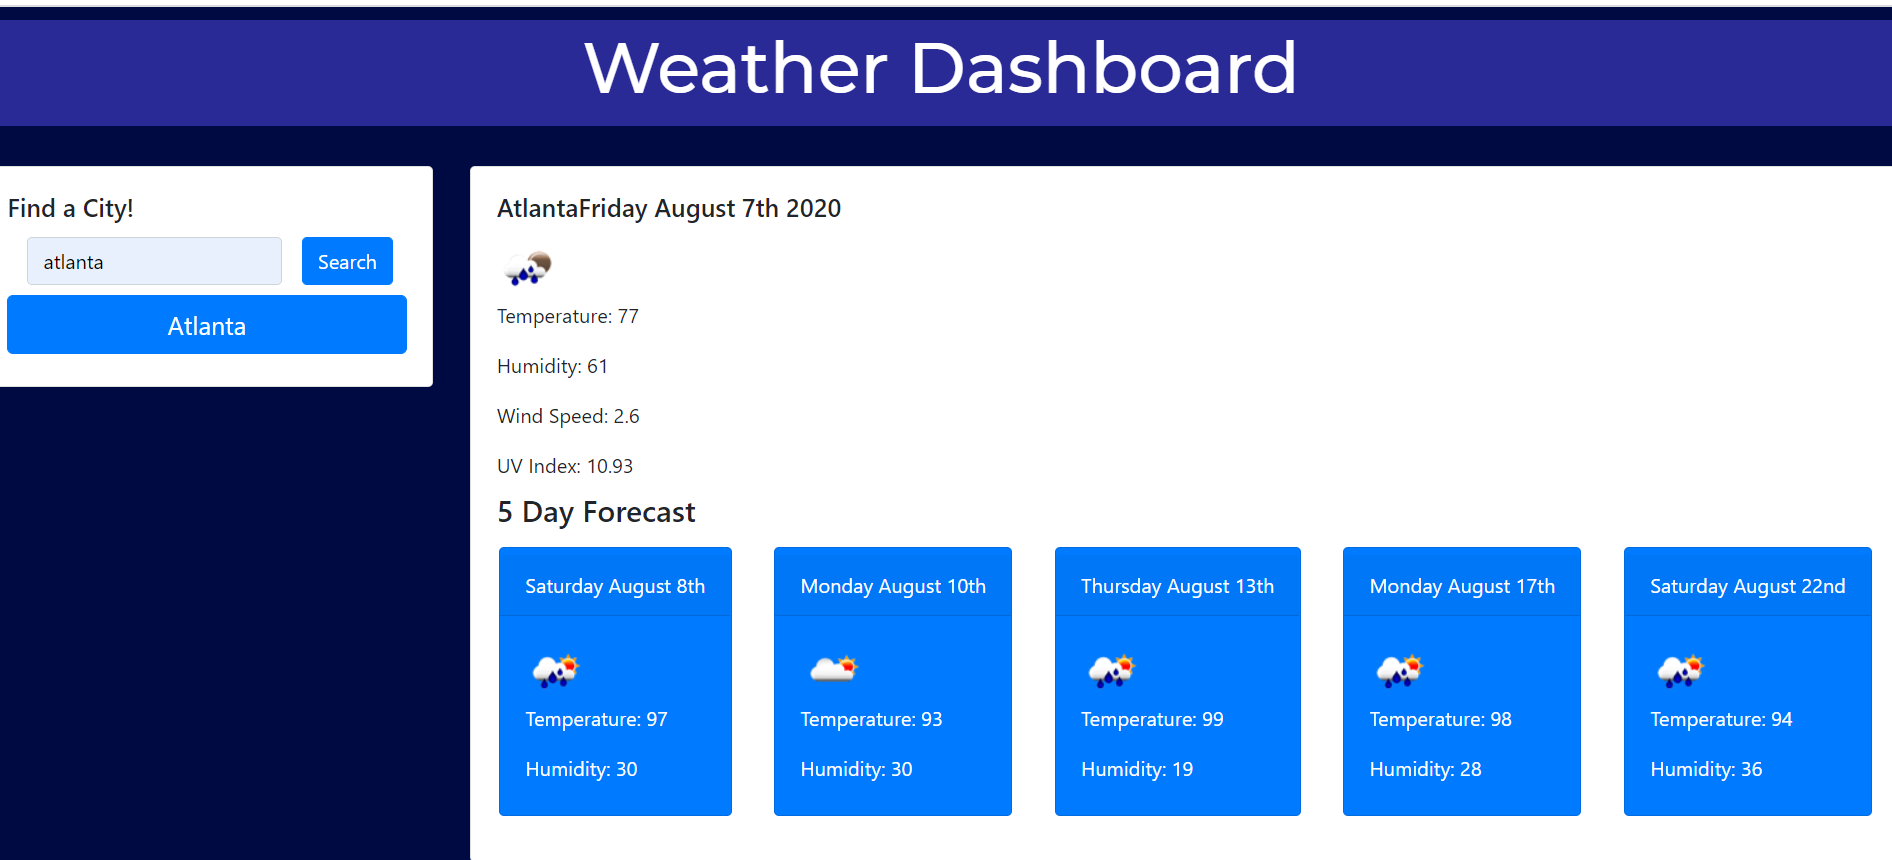 Weather Dashboard
Find a City!
atlanta
Search
Atlanta
AtlantaFriday August 7th 2020
Temperature: 77
Humidity: 61
Wind Speed: 2.6
UV Index: 10.93
5 Day Forecast
Saturday August 8th
Temperature: 97
Humidity: 30
Monday August 10th
Temperature: 93
Humidity: 30
Thursday August 13th
Temperature: 99
Humidity: 19
Monday August 17th
Temperature: 98
Humidity: 28
Saturday August 22nd
Temperature: 94
Humidity: 36